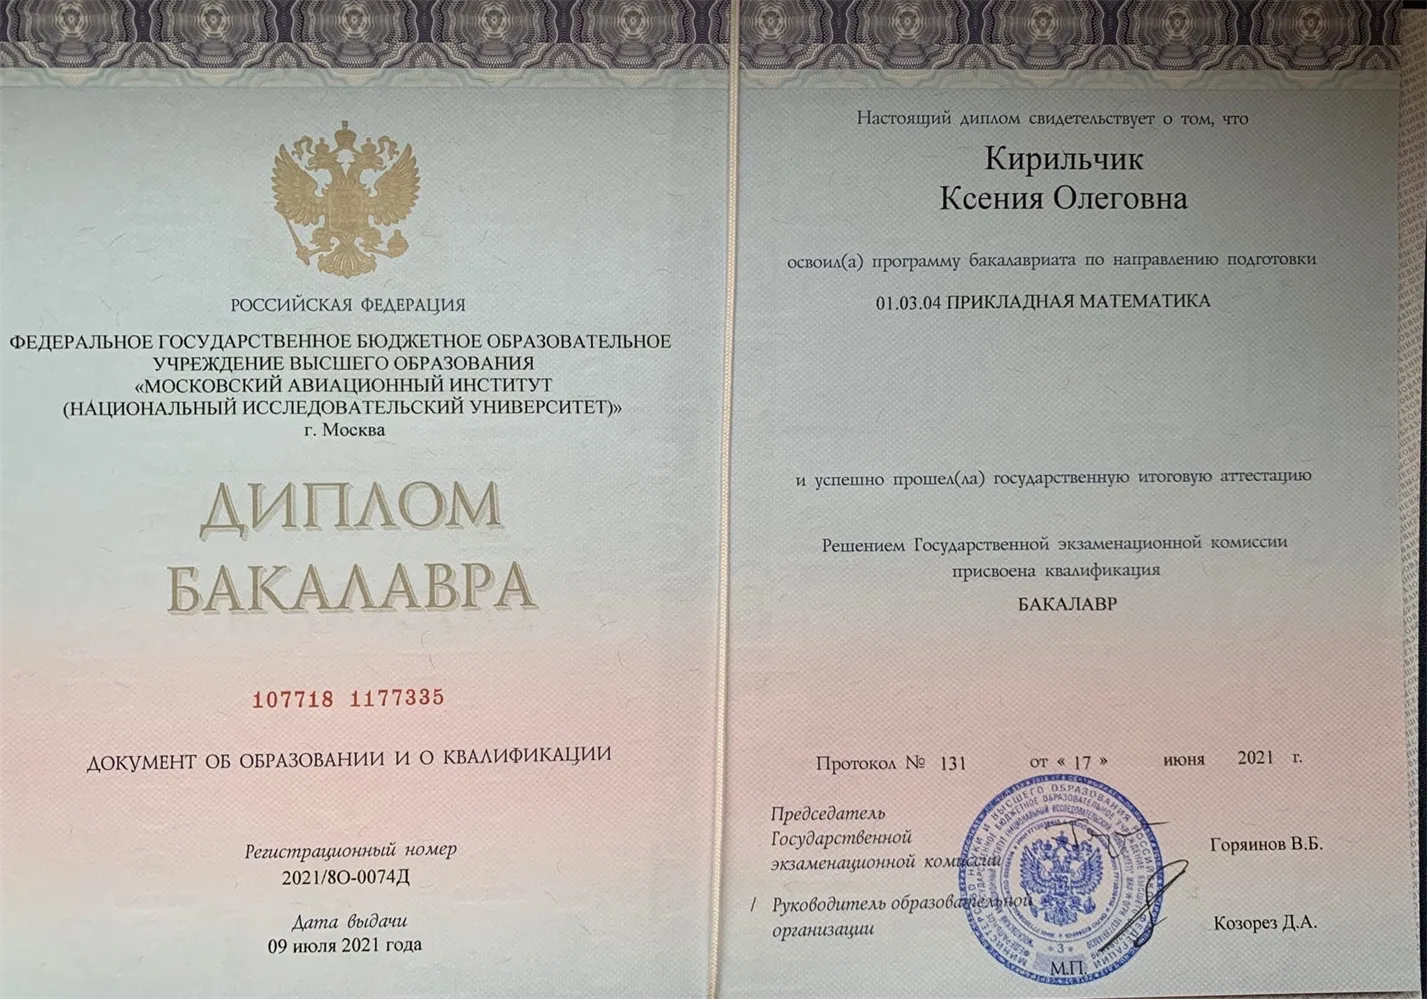 РОССИЙСКАЯ ФЕДЕРАЦИЯ
ФЕДЕРАЛЬНОЕ ГОСУДАРСТВЕННОЕ БЮДЖЕТНОЕ ОБРАЗОВАТЕЛЬНОЕ
УЧРЕЖДЕНИЕ ВЫСШЕГО ОБРАЗОВАНИЯ
«МОСКОВСКИЙ АВИАЦИОННЫЙ ИНСТИТУТ
(НАЦИОНАЛЬНЫЙ ИССЛЕДОВАТЕЛЬСКИЙ УНИВЕРСИТЕТ)»
г. Москва
ДИПЛОМ
БАКАЛАВРА
107718 1177335
ДОКУМЕНТ ОБ ОБРАЗОВАНИИ И О КВАЛИФИКАЦИИ
Регистрационный номер
2021/8О-0074Д
Дата выдачи
09 июля 2021 года
Настоящий диплом свидетельствует о том, что
Кирильчик
Ксения Олеговна
освоил(а) программу бакалавриата по направлению подготовки
01.03.04 ПРИКЛАДНАЯ МАТЕМАТИКА
и успешно прошел(ла) государственную итоговую аттестацию
Решением Государственной экзаменационной комиссии
присвоена квалификация
БАКАЛАВР
Протокол № 131 от « 17 » июня 2021 г.
Председатель
Государственной
экзаменационной комиссии
Горяинов В.Б.
/ Руководитель образовательной
организации
Козорез Д.А.
М.П.